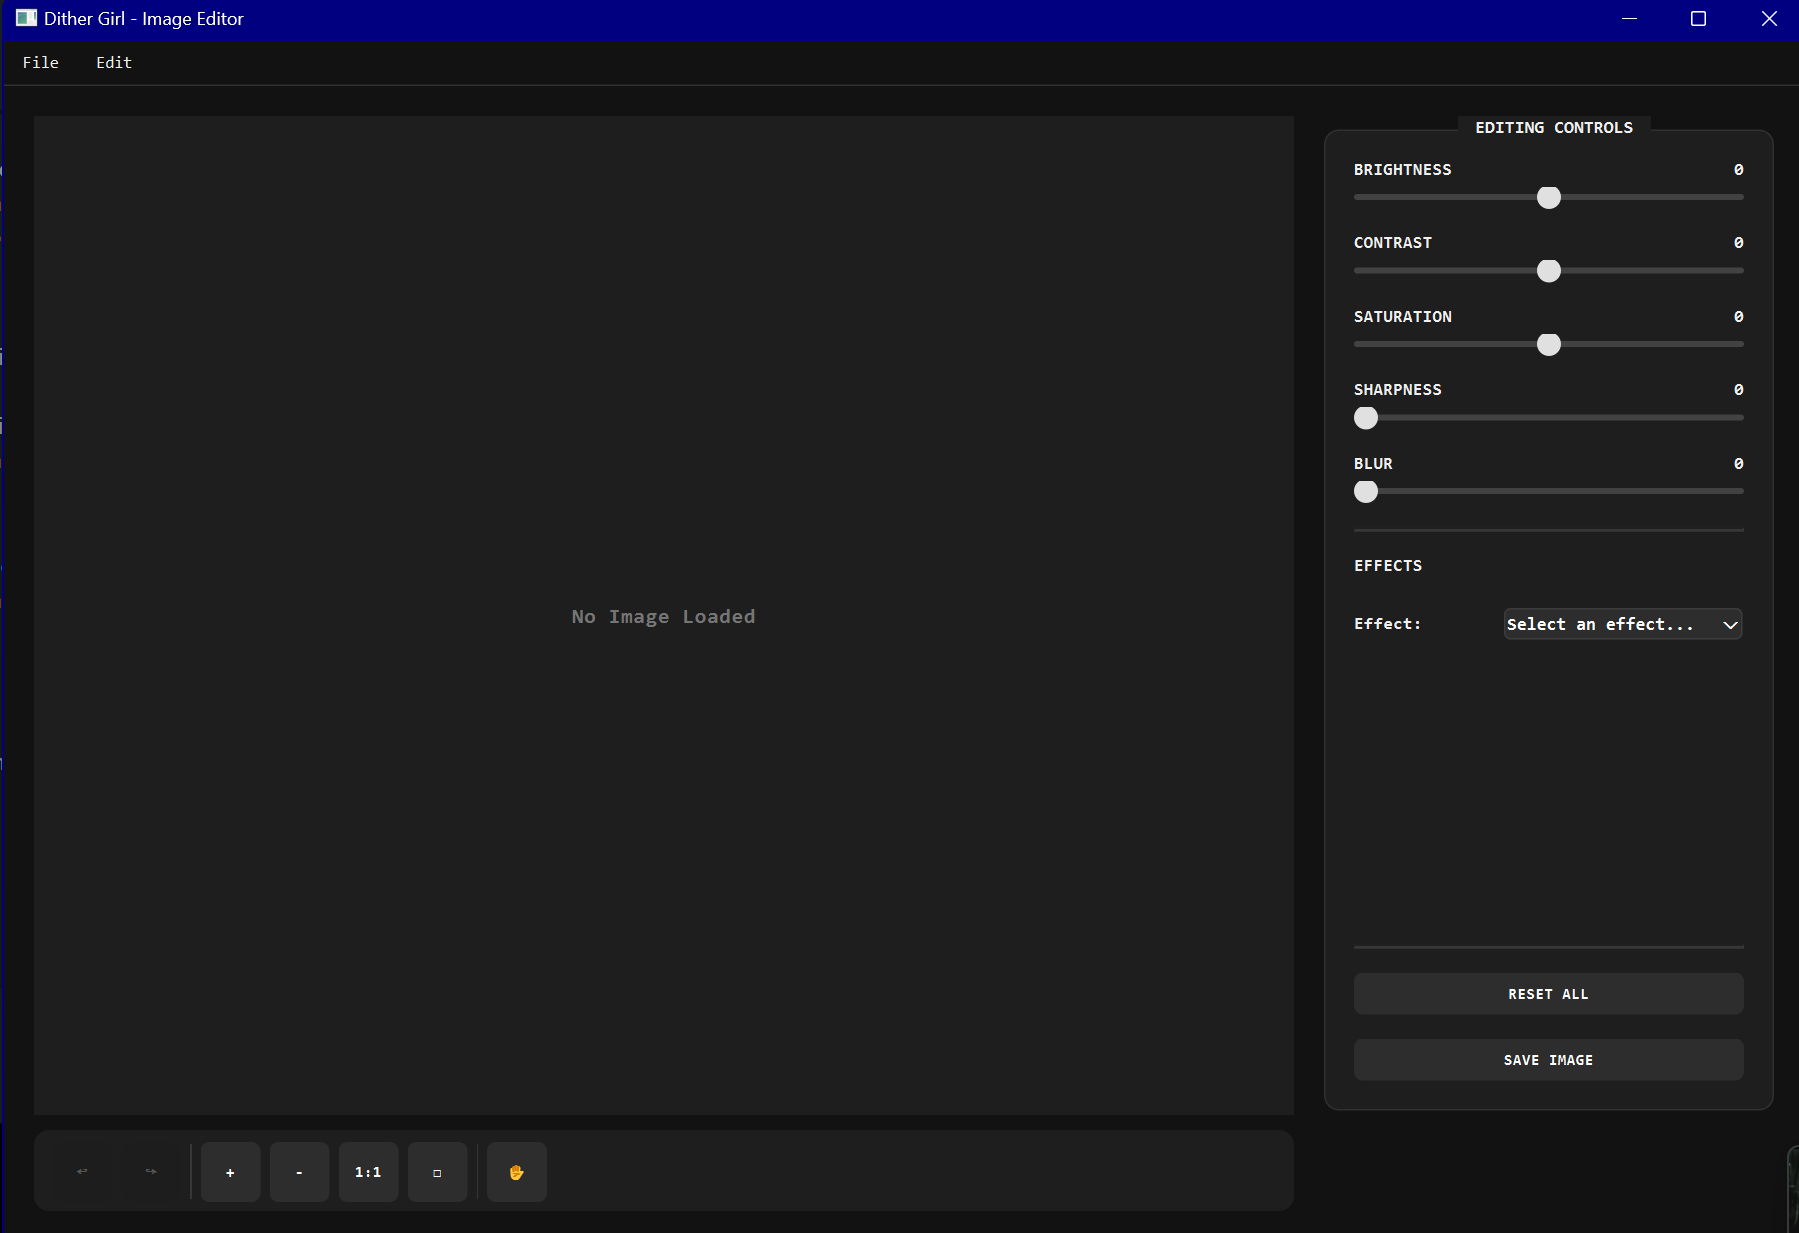 Dither Girl - Image Editor
File Edit
EDITING CONTROLS
BRIGHTNESS 0
CONTRAST 0
SATURATION 0
SHARPNESS 0
BLUR 0
EFFECTS
Effect: Select an effect...
No Image Loaded
RESET ALL
SAVE IMAGE
+ - 1:1